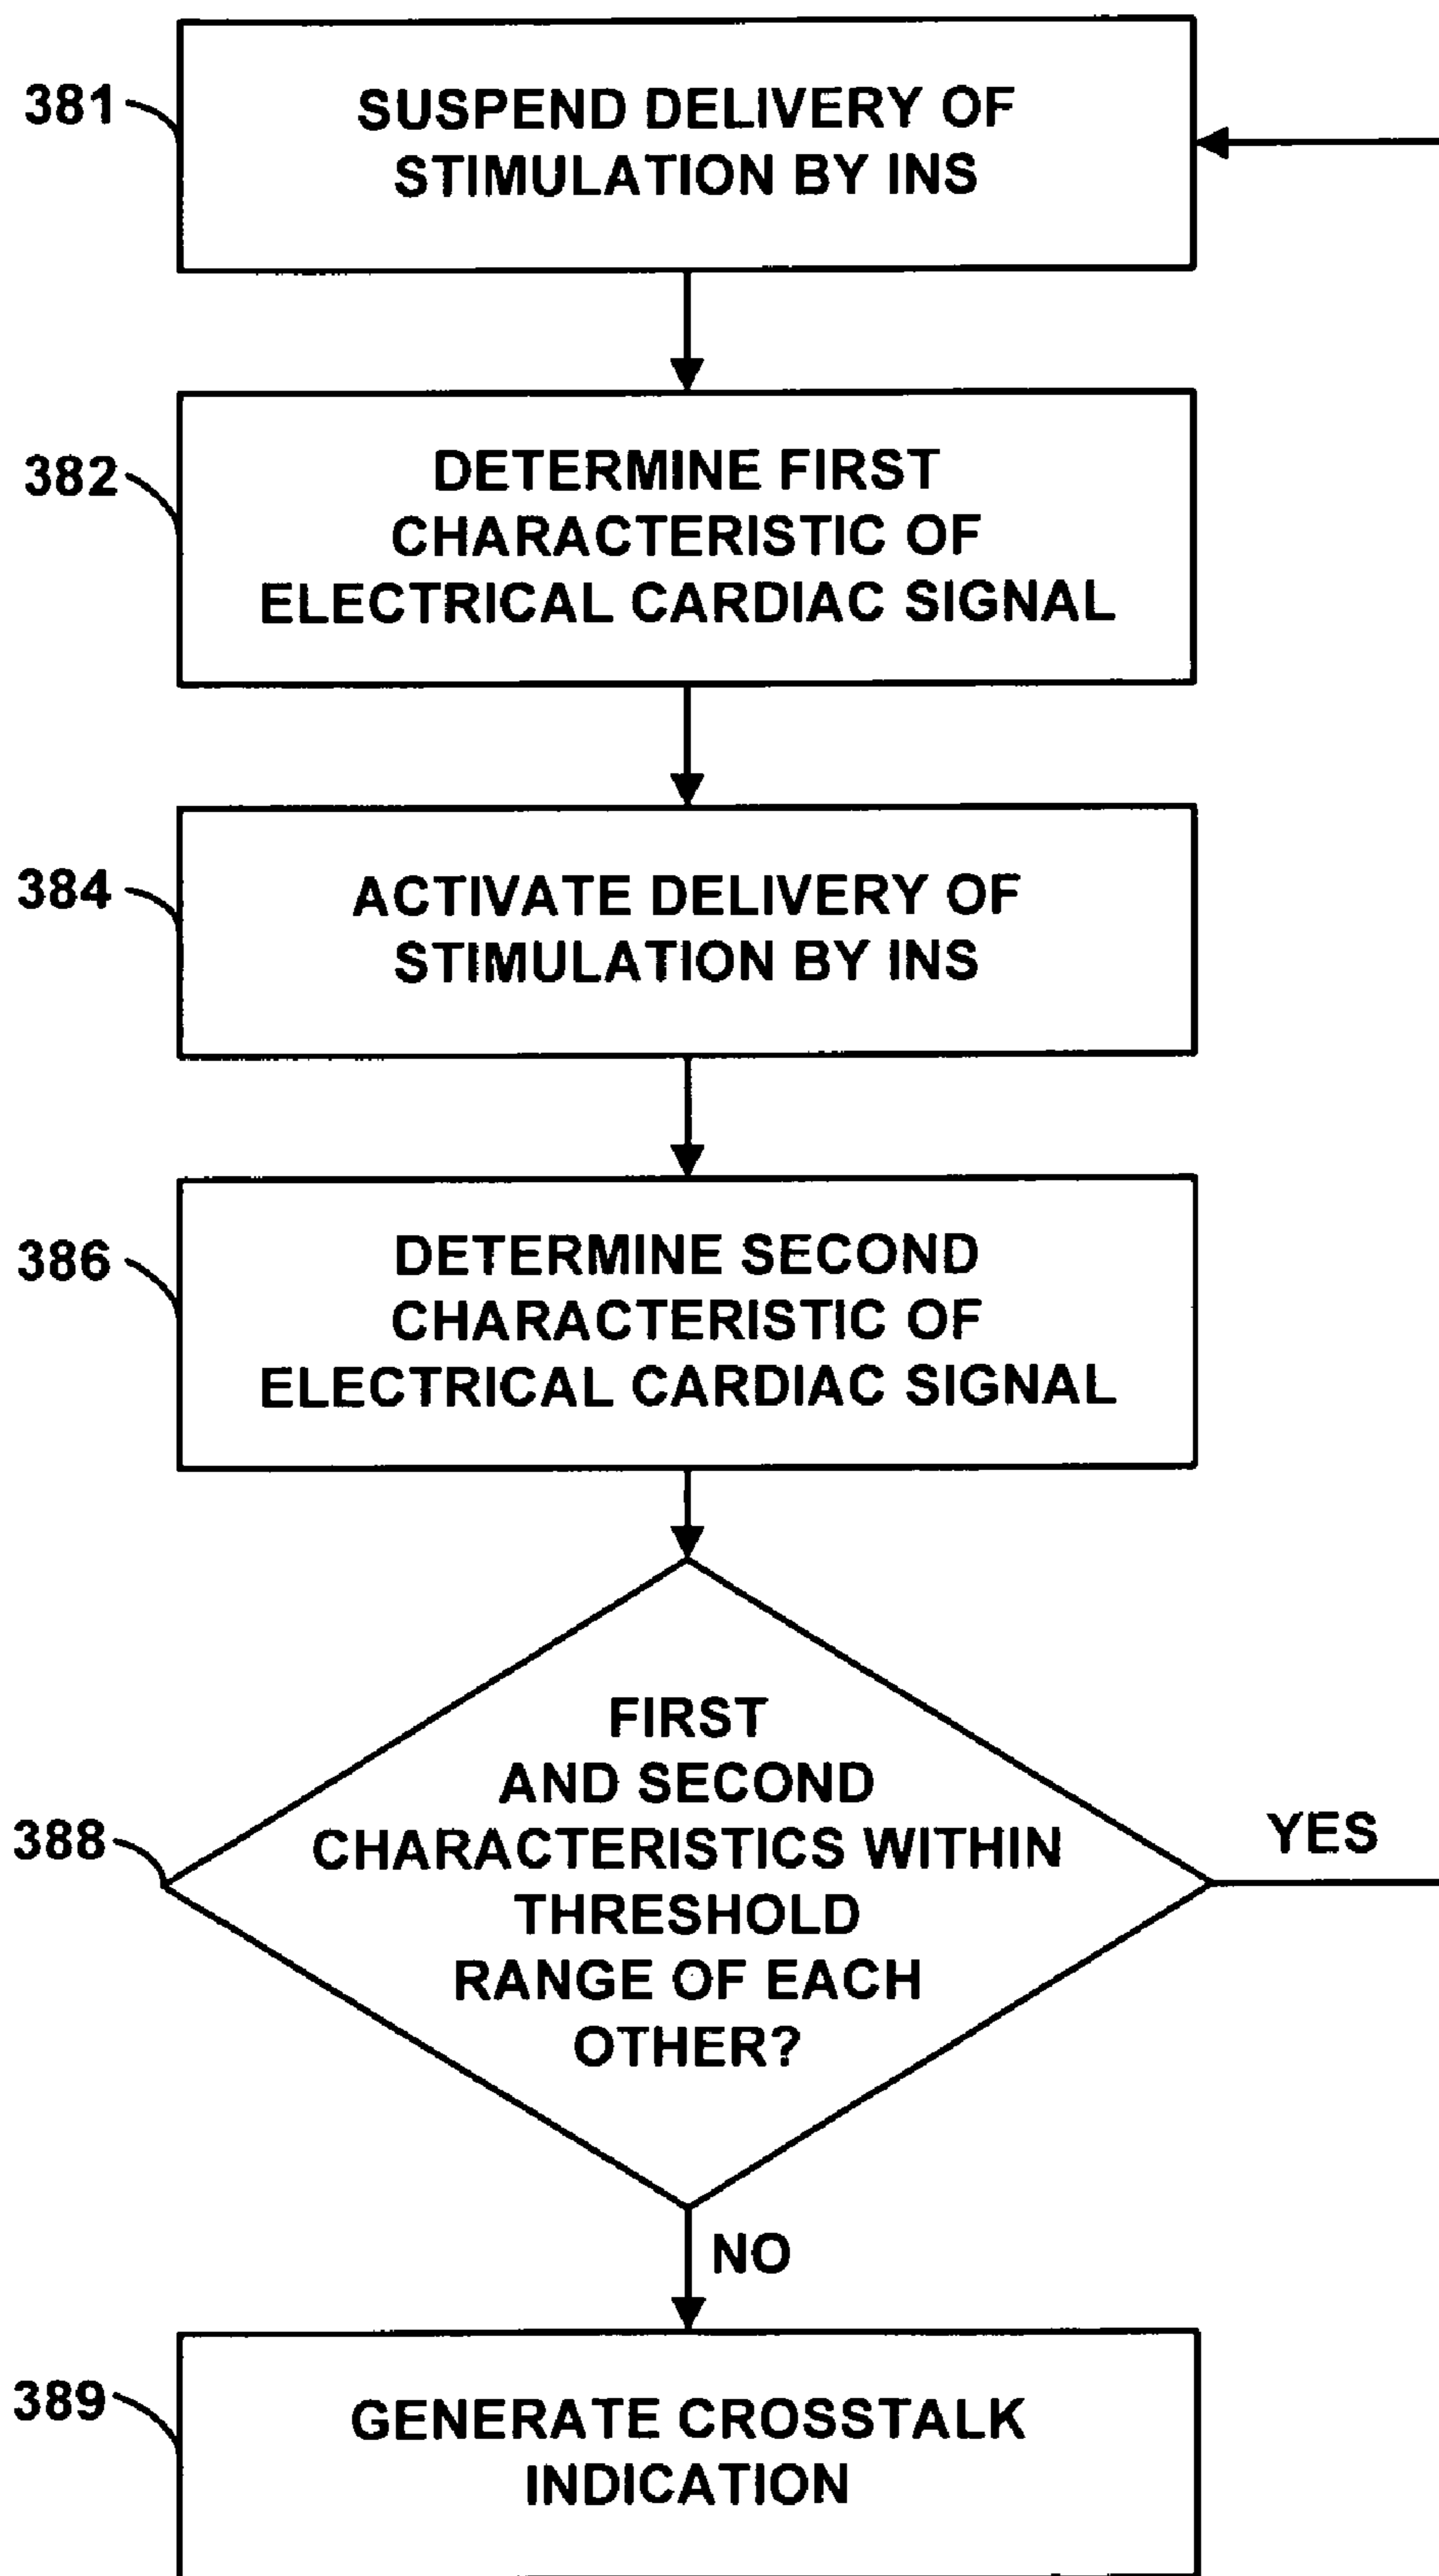 381
SUSPEND DELIVERY OF
STIMULATION BY INS
382
DETERMINE FIRST
CHARACTERISTIC OF
ELECTRICAL CARDIAC SIGNAL
384
ACTIVATE DELIVERY OF
STIMULATION BY INS
386
DETERMINE SECOND
CHARACTERISTIC OF
ELECTRICAL CARDIAC SIGNAL
388
FIRST
AND SECOND
CHARACTERISTICS WITHIN
THRESHOLD
RANGE OF EACH
OTHER?
YES
NO
389
GENERATE CROSSTALK
INDICATION